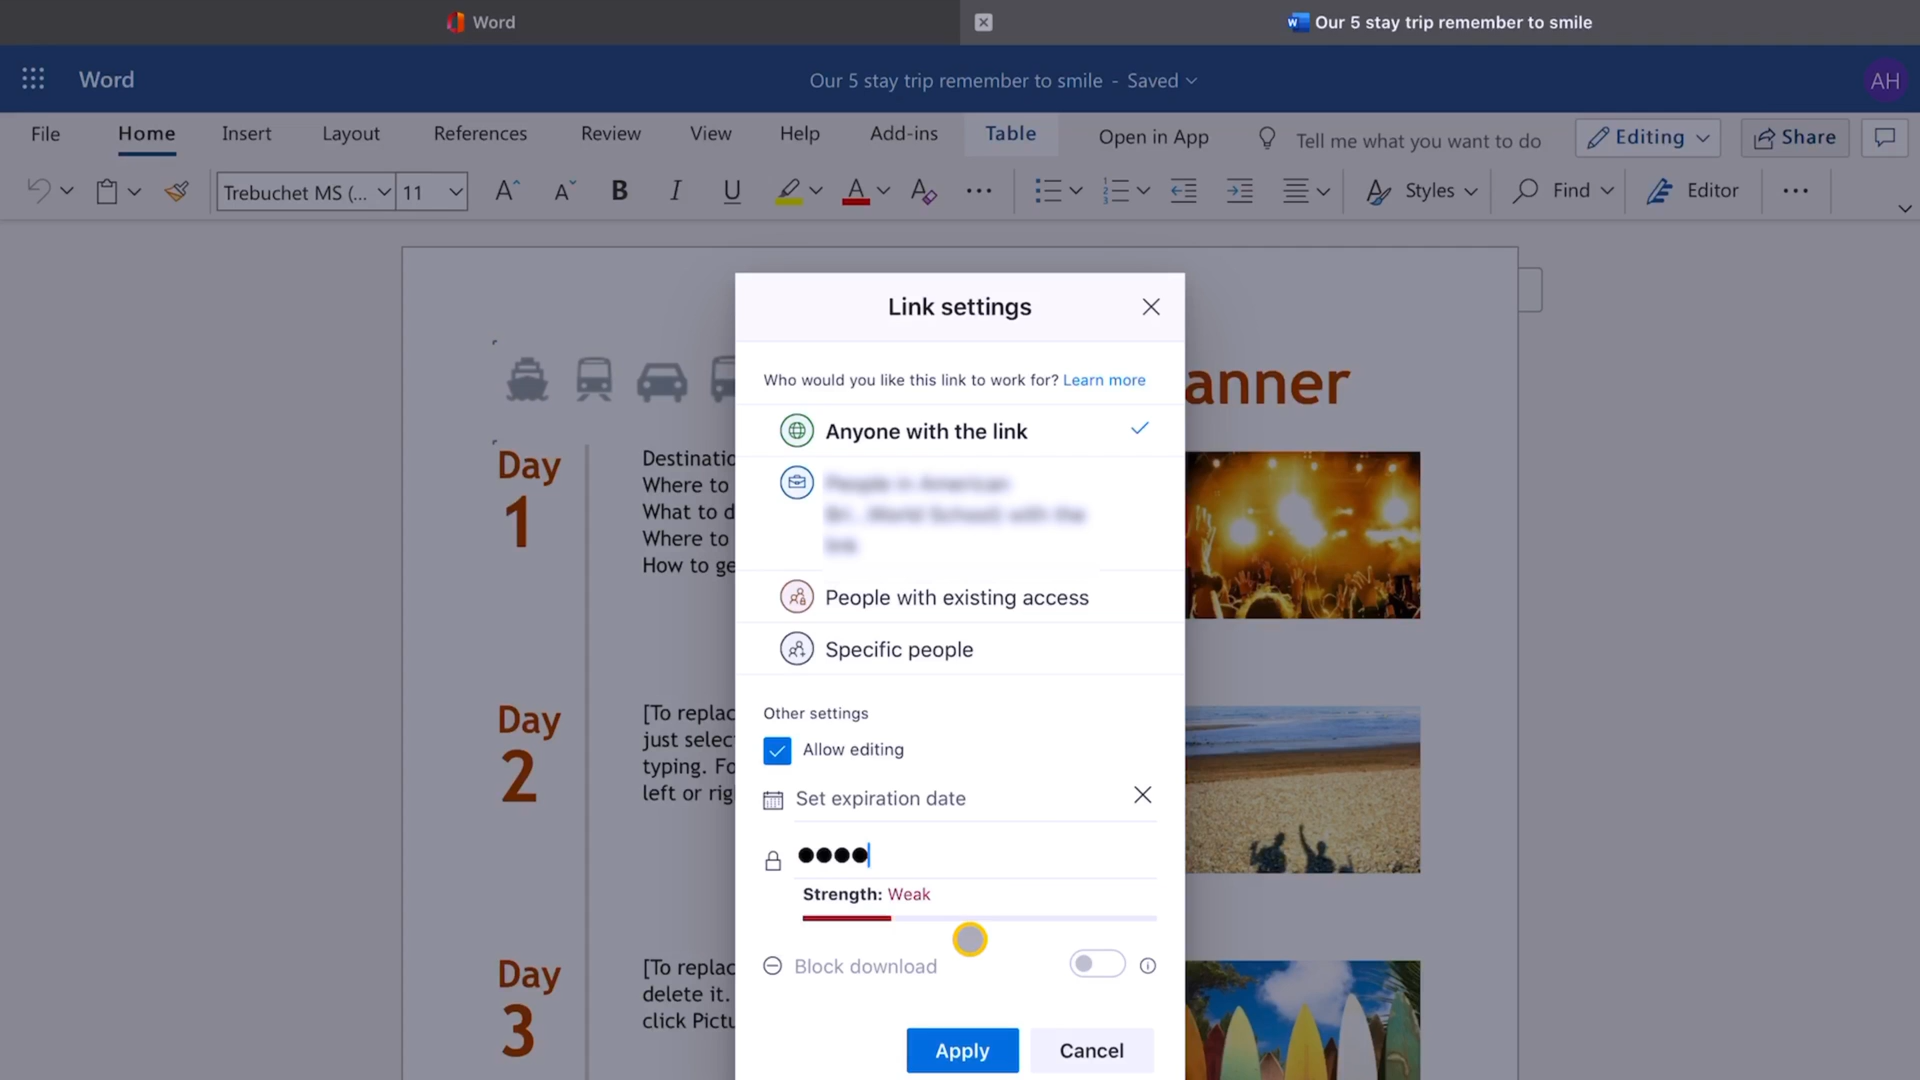 Word
Our 5 stay trip remember to smile
Word
Our 5 stay trip remember to smile - Saved
AH
File Home Insert Layout References Review View Help Add-ins Table Open in App Tell me what you want to do Editing Share
Trebuchet MS (... 11 A A B I U A A Styles Find Editor
Link settings
anner
Who would you like this link to work for? Learn more
Anyone with the link
People with existing access
Specific people
Other settings
Allow editing
Set expiration date
Strength: Weak
Block download
Apply Cancel
Day
1
Destinatio
Where to
What to d
Where to
How to ge
Day
2
[To replac
just selec
typing. Fo
left or rig
Day
3
[To replac
delete it.
click Pictu